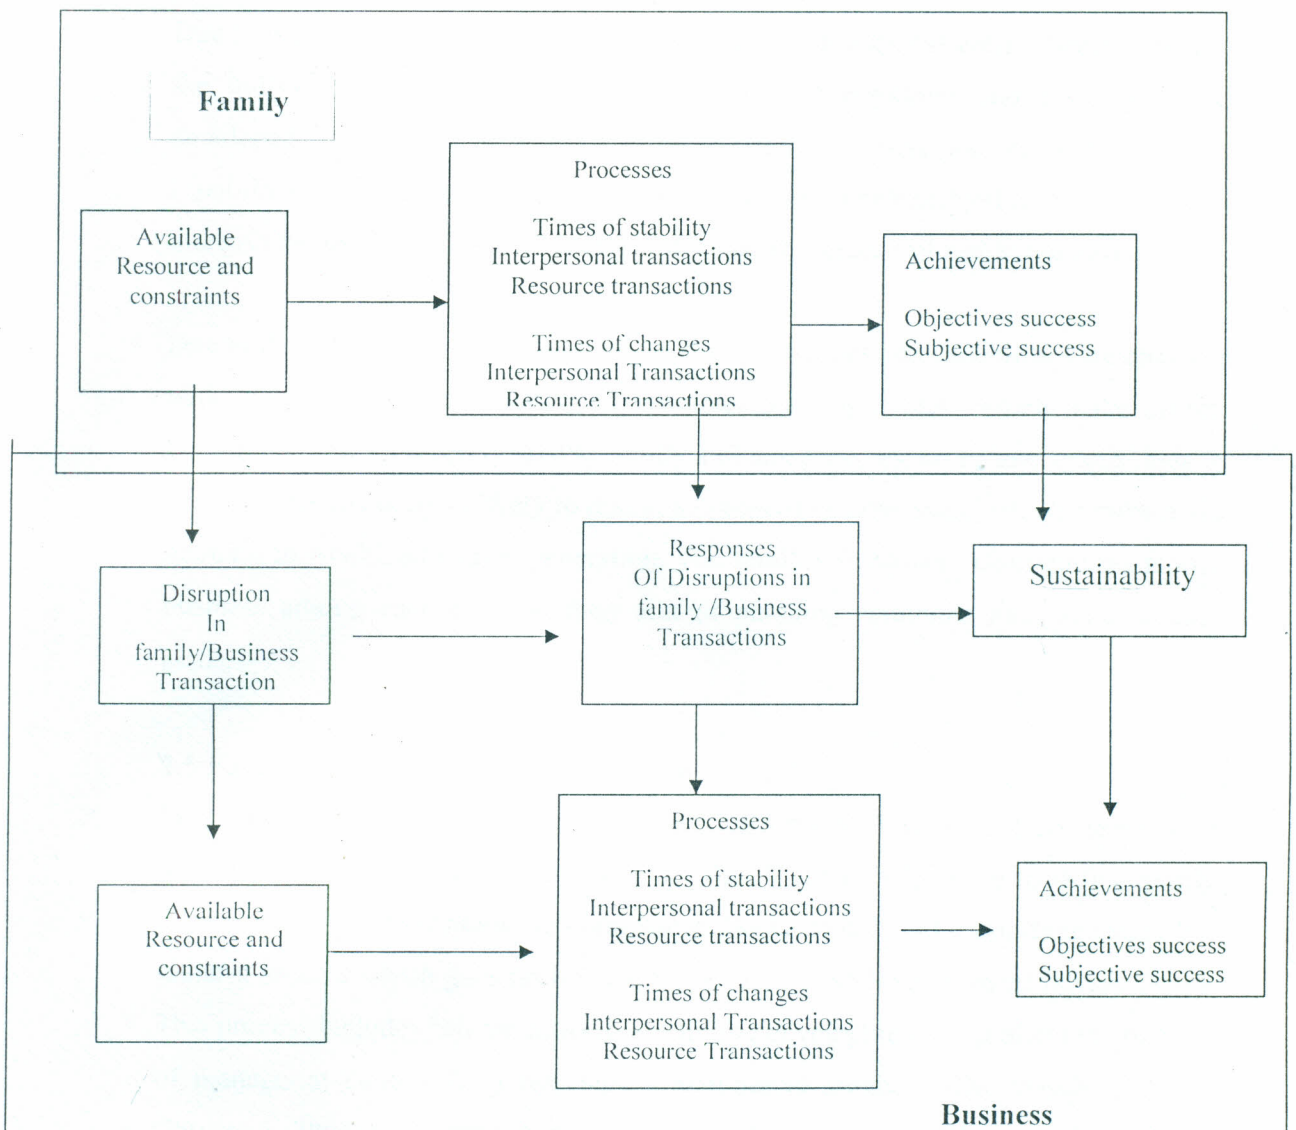 Family
Available
Resource and
constraints
Processes
Times of stability
Interpersonal transactions
Resource transactions
Times of changes
Interpersonal Transactions
Resource Transactions
Achievements
Objectives success
Subjective success
Disruption
In
family/Business
Transaction
Responses
Of Disruptions in
family /Business
Transactions
Sustainability
Available
Resource and
constraints
Processes
Times of stability
Interpersonal transactions
Resource transactions
Times of changes
Interpersonal Transactions
Resource Transactions
Achievements
Objectives success
Subjective success
Business